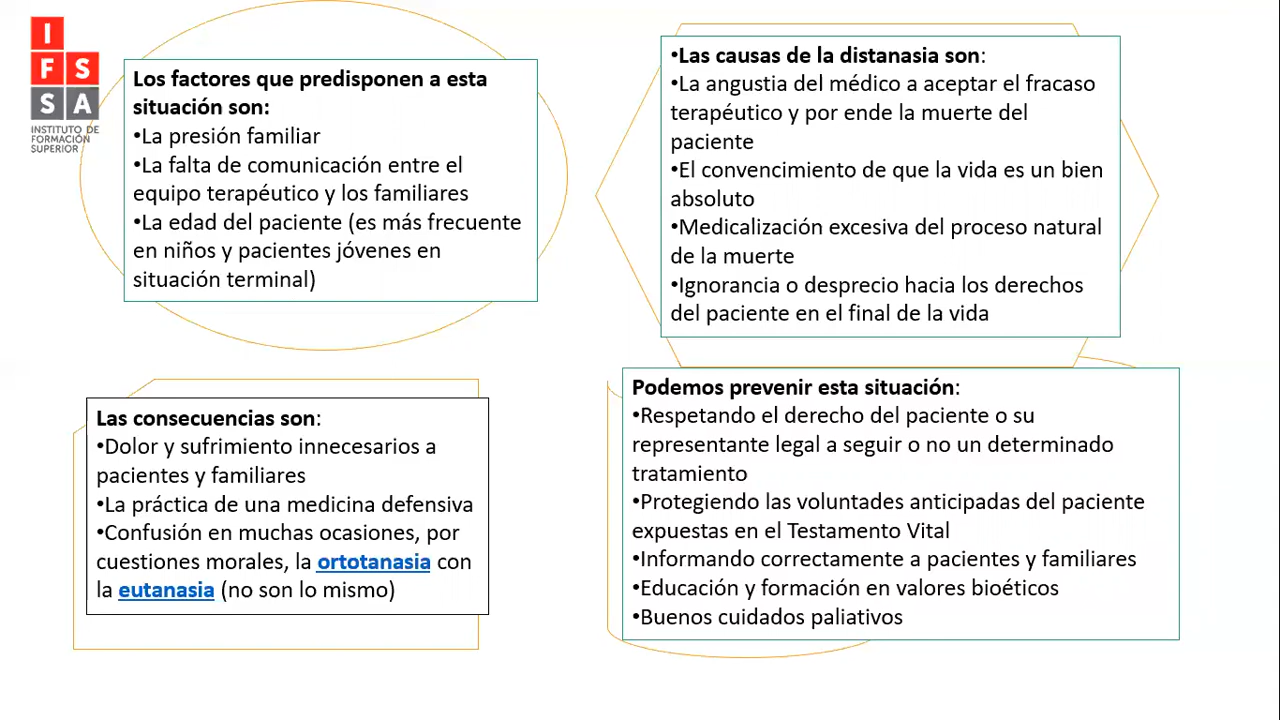 I
F S
S A
INSTITUTO DE
FORMACIÓN
SUPERIOR
Los factores que predisponen a esta
situación son:
•La presión familiar
•La falta de comunicación entre el
equipo terapéutico y los familiares
•La edad del paciente (es más frecuente
en niños y pacientes jóvenes en
situación terminal)
•Las causas de la distanasia son:
•La angustia del médico a aceptar el fracaso
terapéutico y por ende la muerte del
paciente
•El convencimiento de que la vida es un bien
absoluto
•Medicalización excesiva del proceso natural
de la muerte
•Ignorancia o desprecio hacia los derechos
del paciente en el final de la vida
Las consecuencias son:
•Dolor y sufrimiento innecesarios a
pacientes y familiares
•La práctica de una medicina defensiva
•Confusión en muchas ocasiones, por
cuestiones morales, la ortotanasia con
la eutanasia (no son lo mismo)
Podemos prevenir esta situación:
•Respetando el derecho del paciente o su
representante legal a seguir o no un determinado
tratamiento
•Protegiendo las voluntades anticipadas del paciente
expuestas en el Testamento Vital
•Informando correctamente a pacientes y familiares
•Educación y formación en valores bioéticos
•Buenos cuidados paliativos